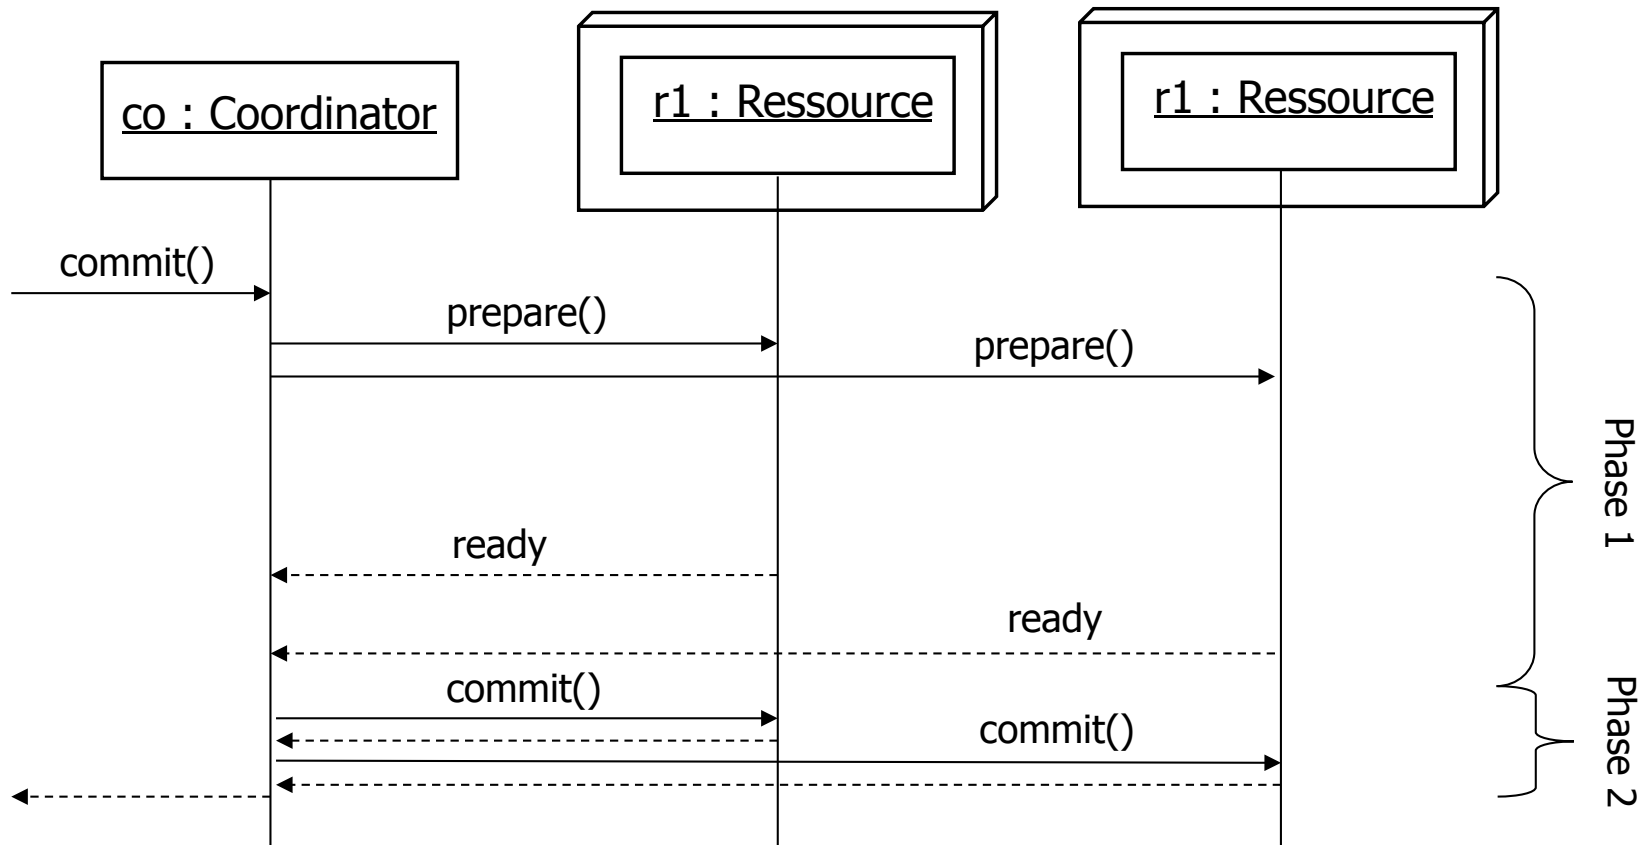 co : Coordinator
r1 : Ressource
r1 : Ressource
commit()
prepare()
prepare()
Phase 1
ready
ready
commit()
commit()
Phase 2